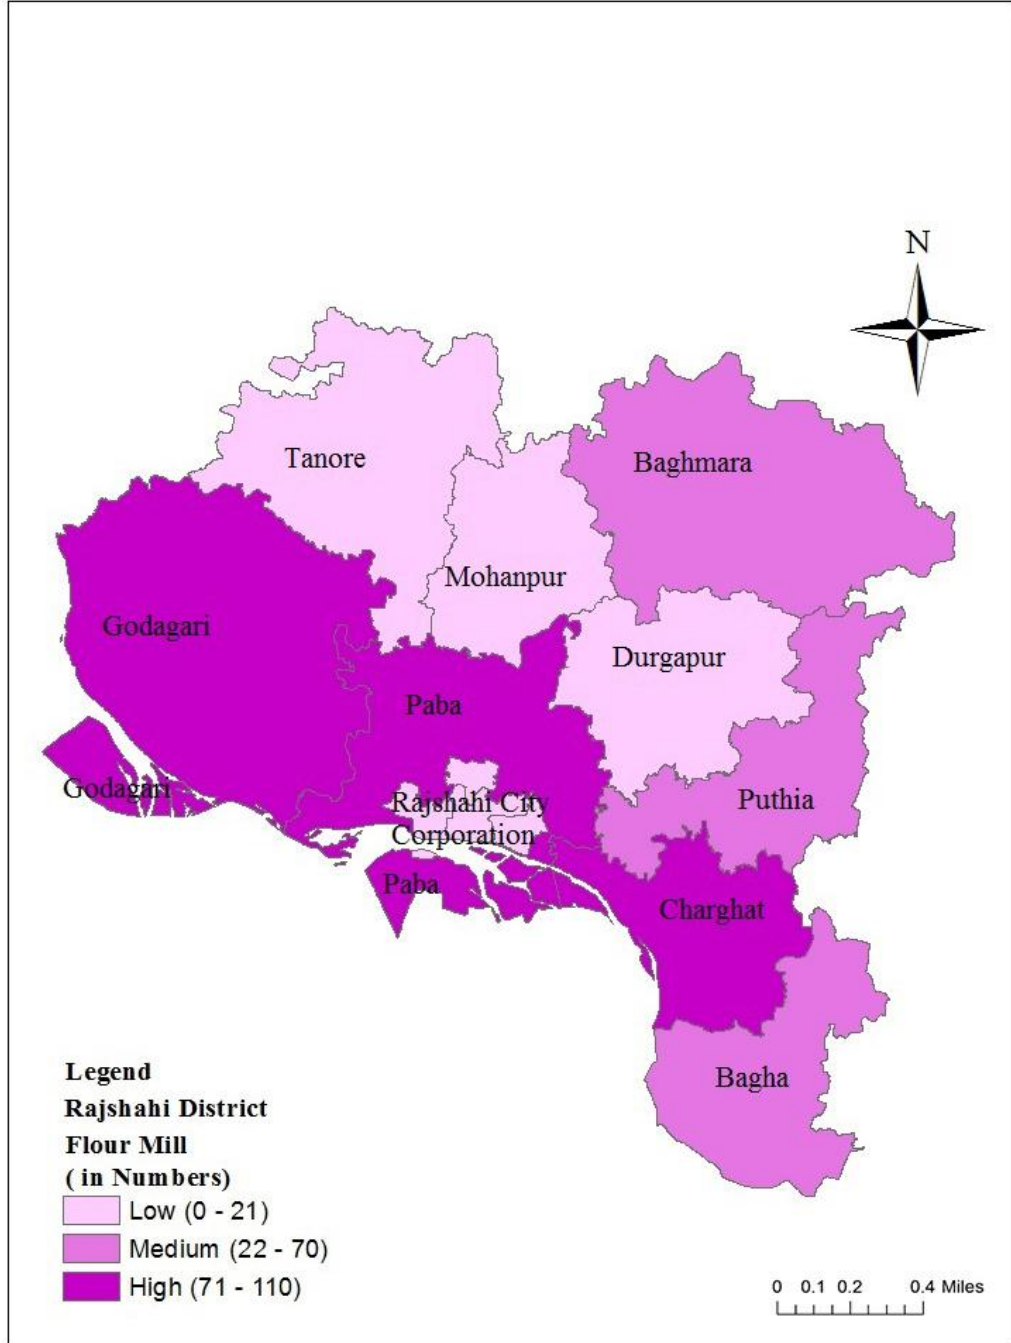 N
Tanore
Baghmara
Mohanpur
Godagari
Durgapur
Paba
Godagari
Rajshahi City
Corporation
Puthia
Paba
Charghat
Bagha
Legend
Rajshahi District
Flour Mill
( in Numbers)
Low (0 - 21)
Medium (22 - 70)
High (71 - 110)
0 0.1 0.2 0.4 Miles